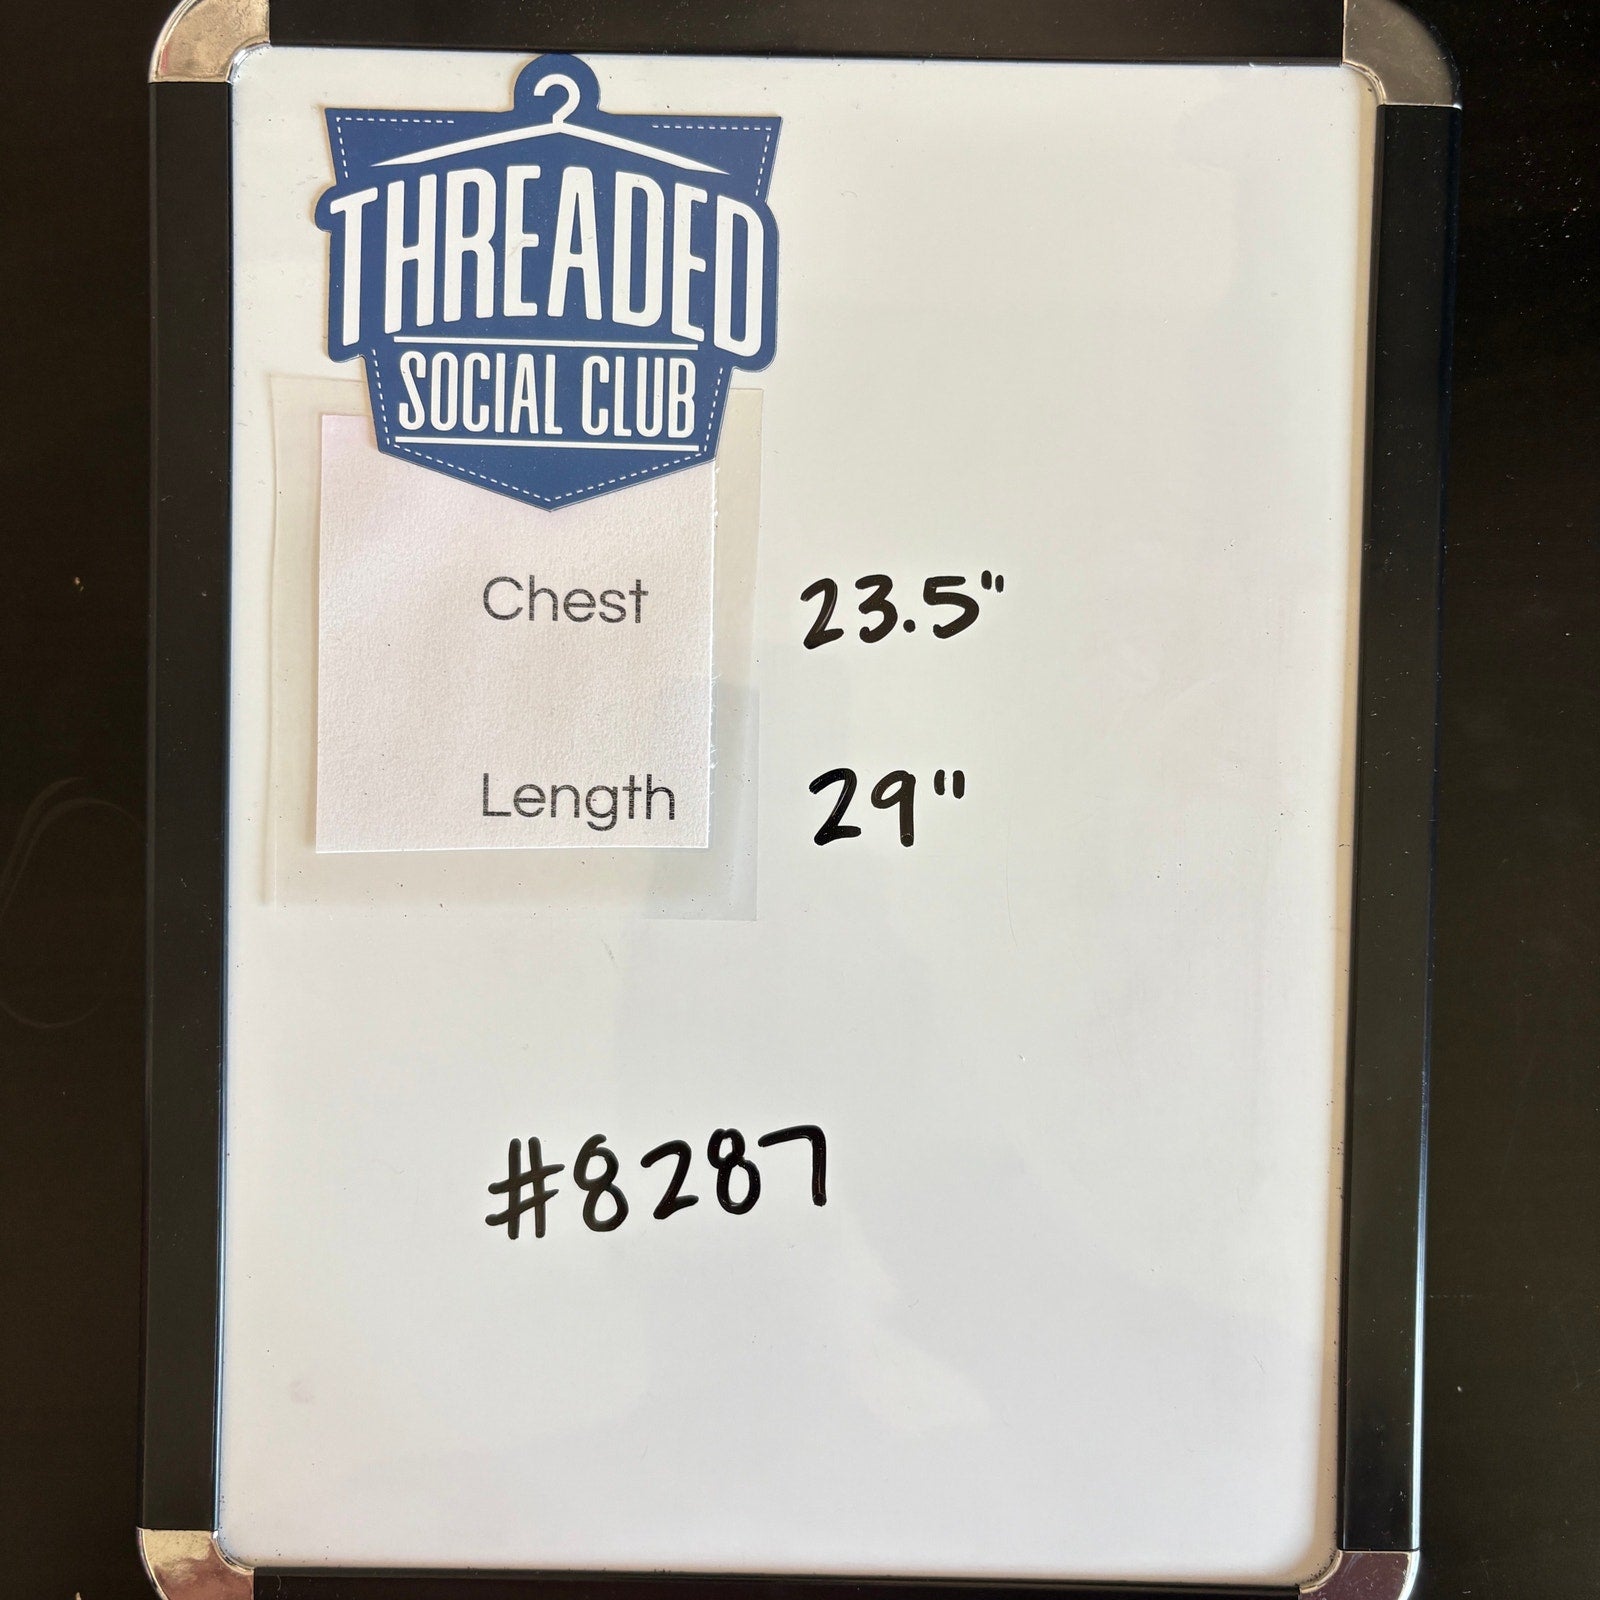 THREADED
SOCIAL CLUB
Chest 23.5"
Length 29"
#8287